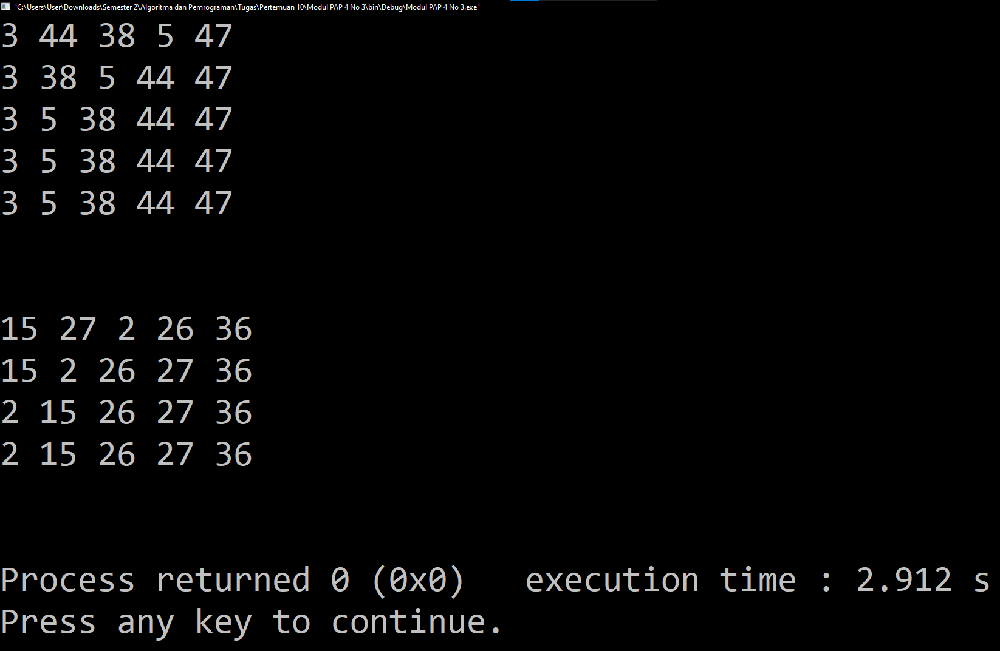 "C:\Users\User\Downloads\Semester 2\Algoritma dan Pemrograman\Tugas\Pertemuan 10\Modul PAP 4 No 3\bin\Debug\Modul PAP 4 No 3.exe"
3 44 38 5 47
3 38 5 44 47
3 5 38 44 47
3 5 38 44 47
3 5 38 44 47
15 27 2 26 36
15 2 26 27 36
2 15 26 27 36
2 15 26 27 36
Process returned 0 (0x0)   execution time : 2.912 s
Press any key to continue.